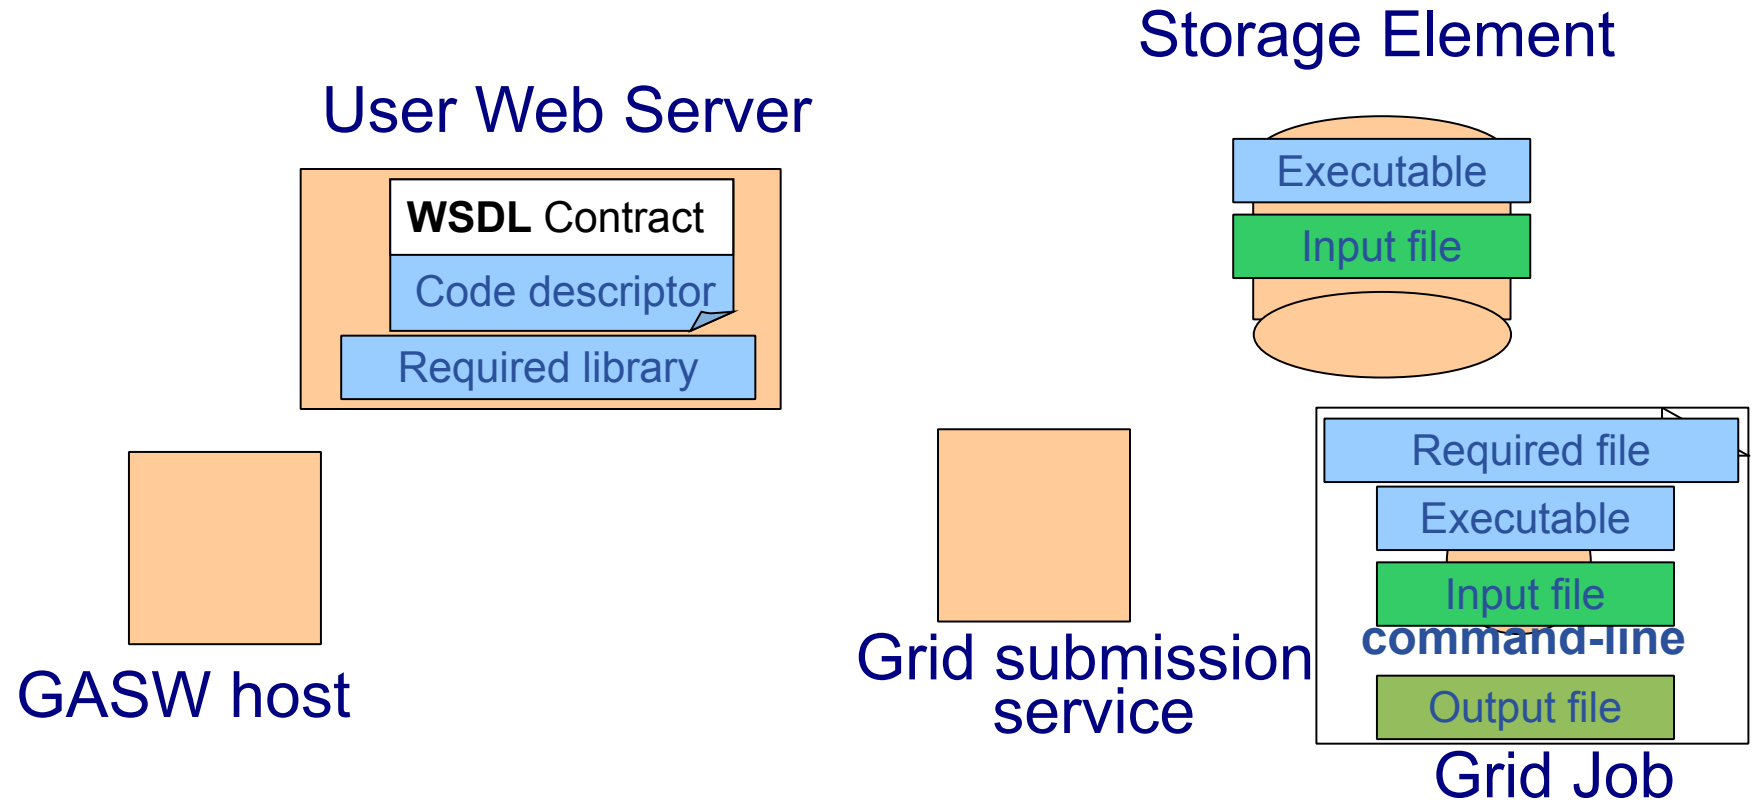 Storage Element
User Web Server
Executable
WSDL Contract
Input file
Code descriptor
Required library
Required file
Executable
Input file
command-line
Grid submission
service
GASW host
Output file
Grid Job